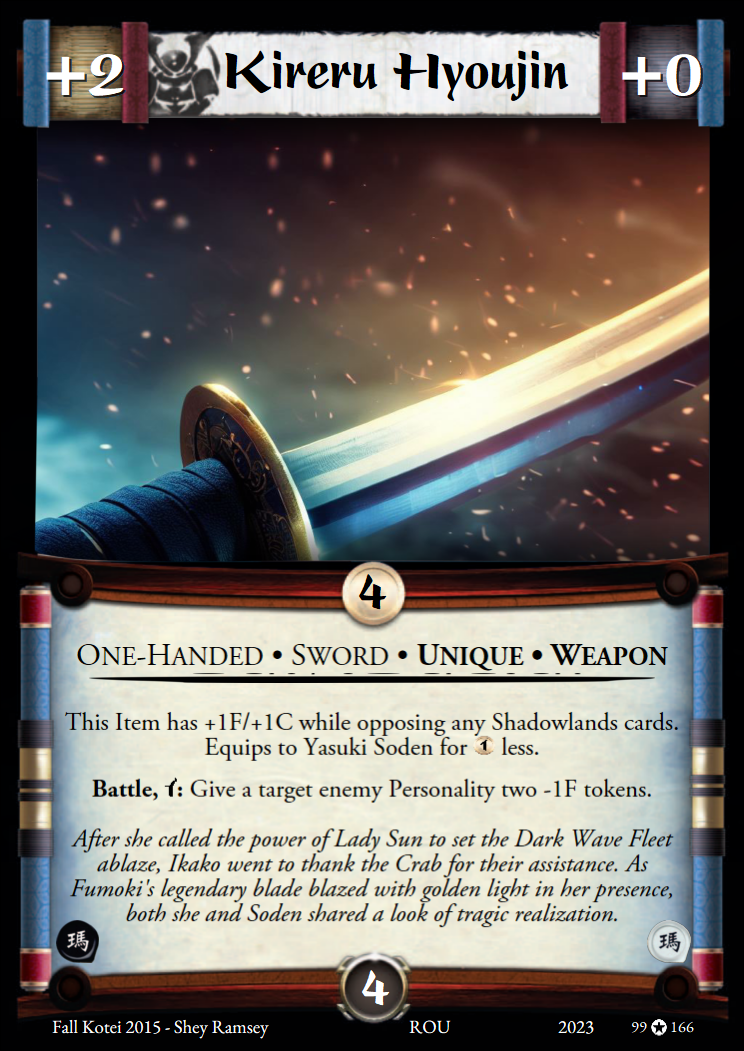 +2 Kireru Hyoujin +0
4
One-Handed • Sword • Unique • Weapon
This Item has +1F/+1C while opposing any Shadowlands cards.
Equips to Yasuki Soden for 1 less.
Battle, : Give a target enemy Personality two -1F tokens.
After she called the power of Lady Sun to set the Dark Wave Fleet
ablaze, Ikako went to thank the Crab for their assistance. As
Fumoki's legendary blade blazed with golden light in her presence,
both she and Soden shared a look of tragic realization.
瑪 瑪
4
Fall Kotei 2015 - Shey Ramsey ROU 2023 99 ✪ 166